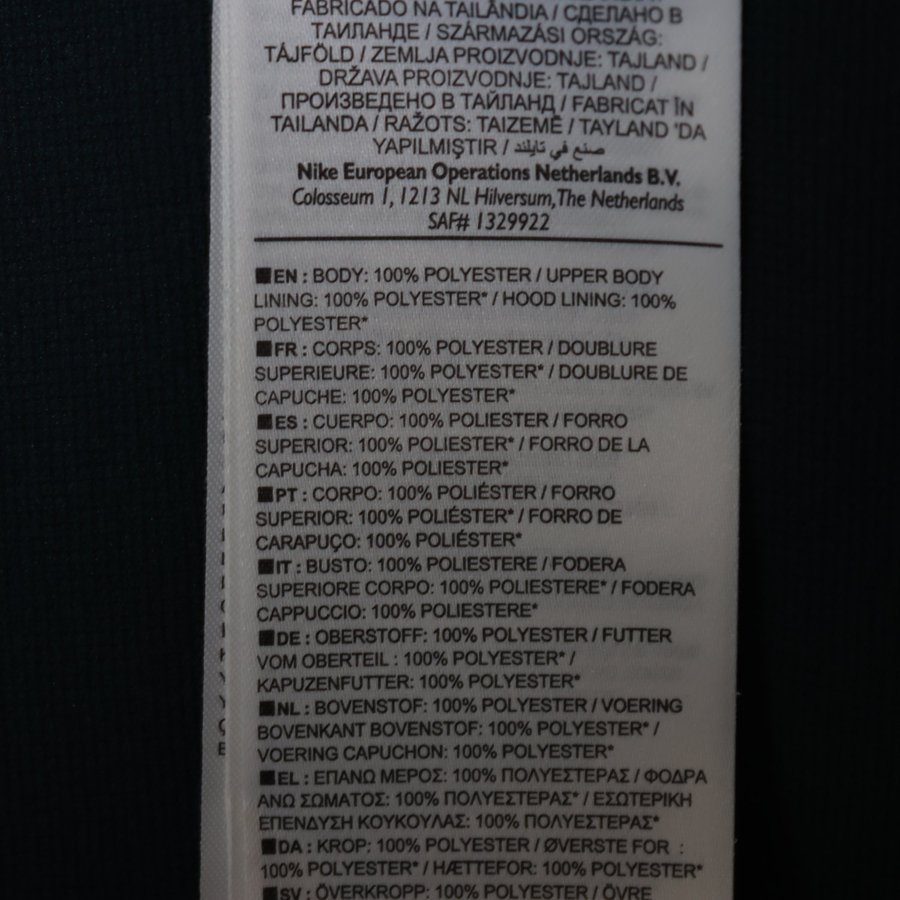 FABRICADO NA TAILÂNDIA / СДЕЛАНО В
ТАИЛАНДЕ / SZÁRMAZÁSI ORSZÁG:
TÁJFÖLD / ZEMLJA PROIZVODNJE: TAJLAND /
DRŽAVA PROIZVODNJE: TAJLAND /
ПРОИЗВЕДЕНО В ТАЙЛАНД / FABRICAT ÎN
TAILANDA / RAŽOTS: TAIZEMĒ / TAYLAND 'DA
YAPILMIŞTIR / صنع في تايلند
Nike European Operations Netherlands B.V.
Colosseum 1, 1213 NL Hilversum,The Netherlands
SAF# 1329922
■EN : BODY: 100% POLYESTER / UPPER BODY
LINING: 100% POLYESTER* / HOOD LINING: 100%
POLYESTER*
■FR : CORPS: 100% POLYESTER / DOUBLURE
SUPERIEURE: 100% POLYESTER* / DOUBLURE DE
CAPUCHE: 100% POLYESTER*
■ES : CUERPO: 100% POLIESTER / FORRO
SUPERIOR: 100% POLIESTER* / FORRO DE LA
CAPUCHA: 100% POLIESTER*
■PT : CORPO: 100% POLIÉSTER / FORRO
SUPERIOR: 100% POLIÉSTER* / FORRO DE
CARAPUÇO: 100% POLIÉSTER*
■IT : BUSTO: 100% POLIESTERE / FODERA
SUPERIORE CORPO: 100% POLIESTERE* / FODERA
CAPPUCCIO: 100% POLIESTERE*
■DE : OBERSTOFF: 100% POLYESTER / FUTTER
VOM OBERTEIL : 100% POLYESTER* /
KAPUZENFUTTER: 100% POLYESTER*
■NL : BOVENSTOF: 100% POLYESTER / VOERING
BOVENKANT BOVENSTOF: 100% POLYESTER* /
VOERING CAPUCHON: 100% POLYESTER*
■EL : ΕΠΑΝΩ ΜΕΡΟΣ: 100% ΠΟΛΥΕΣΤΕΡΑΣ / ΦΟΔΡΑ
ΑΝΩ ΣΩΜΑΤΟΣ: 100% ΠΟΛΥΕΣΤΕΡΑΣ* / ΕΣΩΤΕΡΙΚΗ
ΕΠΕΝΔΥΣΗ ΚΟΥΚΟΥΛΑΣ: 100% ΠΟΛΥΕΣΤΕΡΑΣ*
■DA : KROP: 100% POLYESTER / ØVERSTE FOR :
100% POLYESTER* / HÆTTEFOR: 100% POLYESTER*
■SV : ÖVERKROPP: 100% POLYESTER / ÖVRE